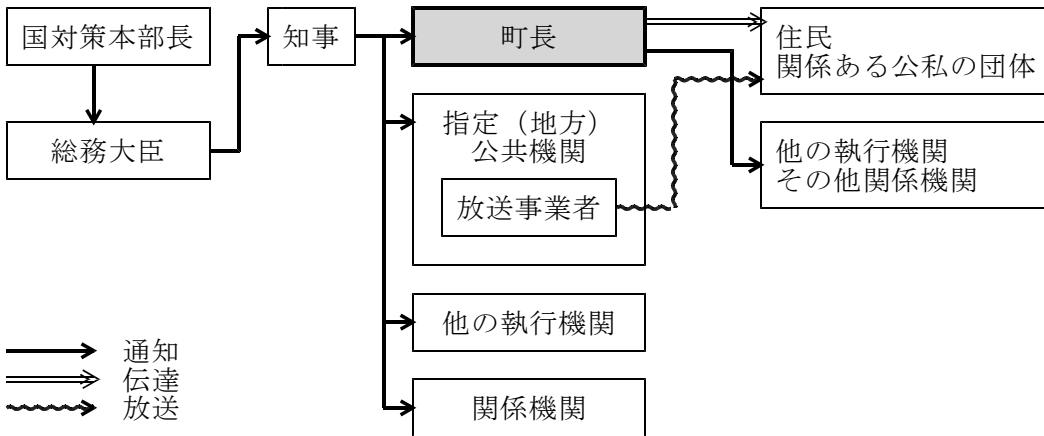 国対策本部長
総務大臣
知事
町長
指定（地方）
公共機関
放送事業者
他の執行機関
関係機関
住民
関係ある公私の団体
他の執行機関
その他関係機関
通知
伝達
放送